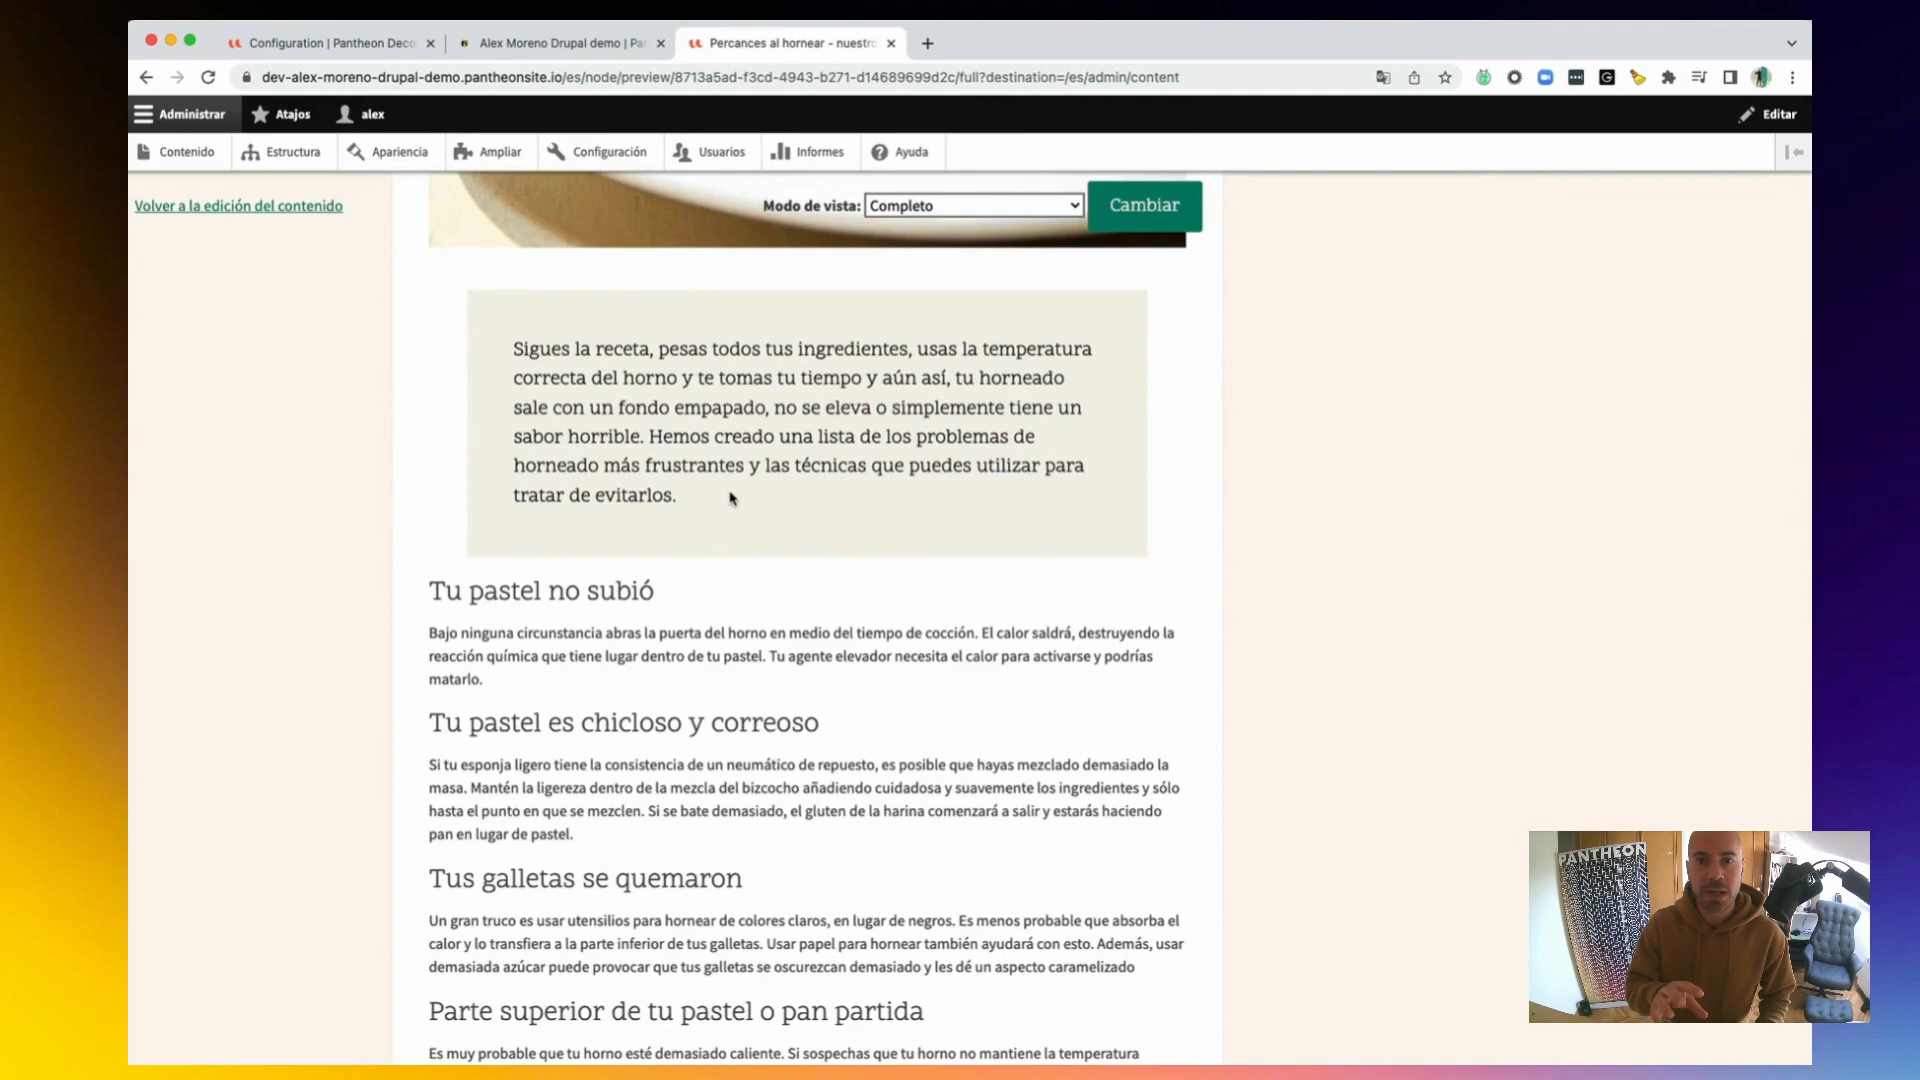 Configuration | Pantheon Deco
Alex Moreno Drupal demo | Pa
Percances al hornear - nuestro
dev-alex-moreno-drupal-demo.pantheonsite.io/es/node/preview/8713a5ad-f3cd-4943-b271-d14689699d2c/full?destination=/es/admin/content
Administrar
Atajos
alex
Editar
Contenido
Estructura
Apariencia
Ampliar
Configuración
Usuarios
Informes
Ayuda
Volver a la edición del contenido
Modo de vista:
Completo
Cambiar
Sigues la receta, pesas todos tus ingredientes, usas la temperatura
correcta del horno y te tomas tu tiempo y aún así, tu horneado
sale con un fondo empapado, no se eleva o simplemente tiene un
sabor horrible. Hemos creado una lista de los problemas de
horneado más frustrantes y las técnicas que puedes utilizar para
tratar de evitarlos.
Tu pastel no subió
Bajo ninguna circunstancia abras la puerta del horno en medio del tiempo de cocción. El calor saldrá, destruyendo la
reacción química que tiene lugar dentro de tu pastel. Tu agente elevador necesita el calor para activarse y podrías
matarlo.
Tu pastel es chicloso y correoso
Si tu esponja ligero tiene la consistencia de un neumático de repuesto, es posible que hayas mezclado demasiado la
masa. Mantén la ligereza dentro de la mezcla del bizcocho añadiendo cuidadosa y suavemente los ingredientes y sólo
hasta el punto en que se mezclen. Si se bate demasiado, el gluten de la harina comenzará a salir y estarás haciendo
pan en lugar de pastel.
Tus galletas se quemaron
Un gran truco es usar utensilios para hornear de colores claros, en lugar de negros. Es menos probable que absorba el
calor y lo transfiera a la parte inferior de tus galletas. Usar papel para hornear también ayudará con esto. Además, usar
demasiada azúcar puede provocar que tus galletas se oscurezcan demasiado y les dé un aspecto caramelizado
Parte superior de tu pastel o pan partida
Es muy probable que tu horno esté demasiado caliente. Si sospechas que tu horno no mantiene la temperatura
PANTHEON